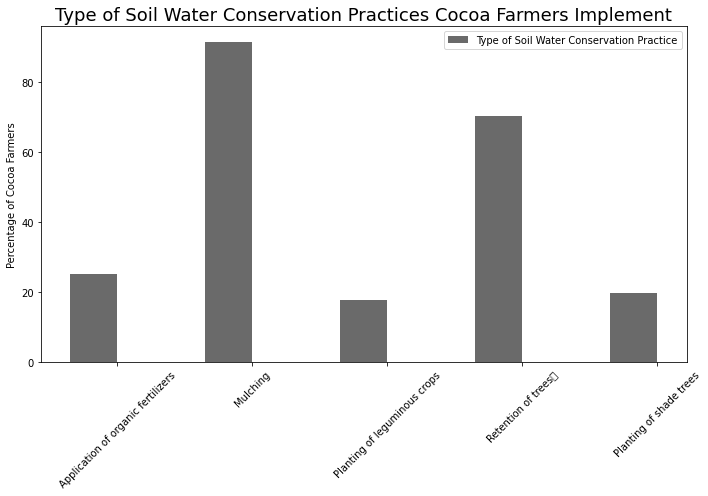 Type of Soil Water Conservation Practices Cocoa Farmers Implement
Type of Soil Water Conservation Practice
Percentage of Cocoa Farmers
80
60
40
20
0
Application of organic fertilizers
Mulching
Planting of leguminous crops
Retention of trees
Planting of shade trees